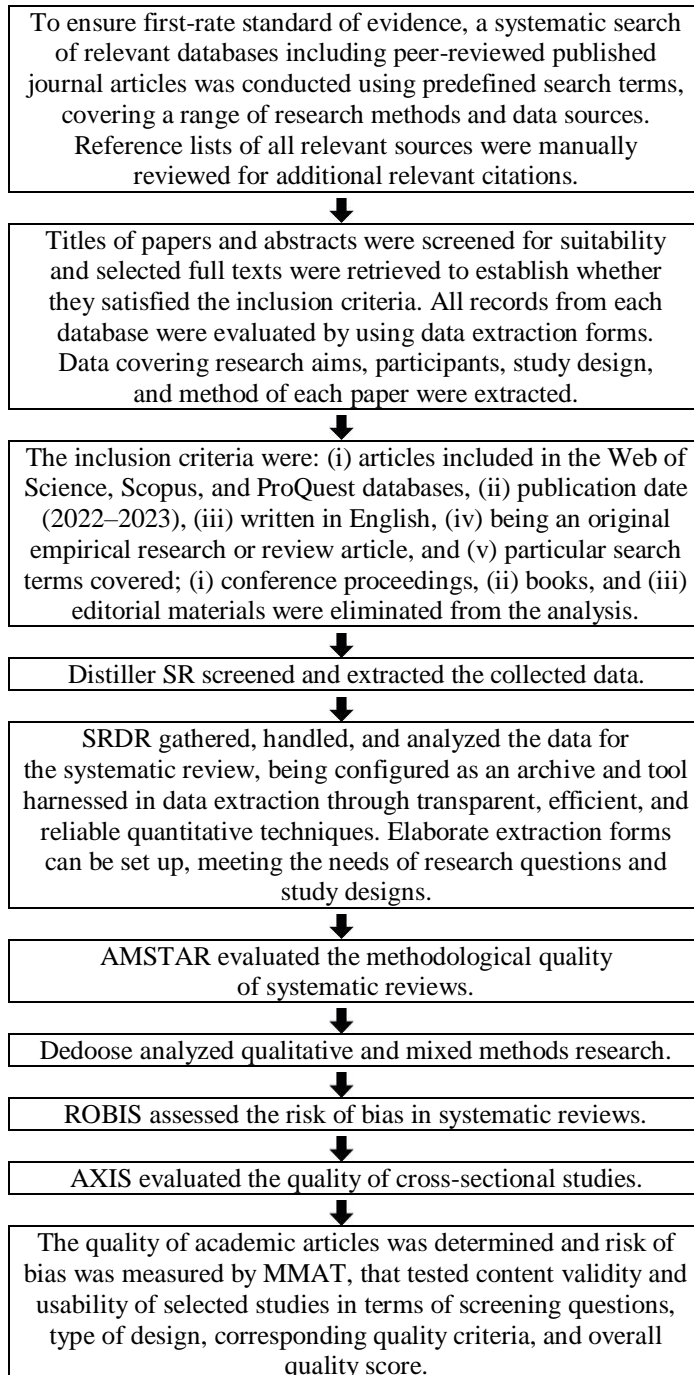 To ensure first-rate standard of evidence, a systematic search
of relevant databases including peer-reviewed published
journal articles was conducted using predefined search terms,
covering a range of research methods and data sources.
Reference lists of all relevant sources were manually
reviewed for additional relevant citations.
Titles of papers and abstracts were screened for suitability
and selected full texts were retrieved to establish whether
they satisfied the inclusion criteria. All records from each
database were evaluated by using data extraction forms.
Data covering research aims, participants, study design,
and method of each paper were extracted.
The inclusion criteria were: (i) articles included in the Web of
Science, Scopus, and ProQuest databases, (ii) publication date
(2022–2023), (iii) written in English, (iv) being an original
empirical research or review article, and (v) particular search
terms covered; (i) conference proceedings, (ii) books, and (iii)
editorial materials were eliminated from the analysis.
Distiller SR screened and extracted the collected data.
SRDR gathered, handled, and analyzed the data for
the systematic review, being configured as an archive and tool
harnessed in data extraction through transparent, efficient, and
reliable quantitative techniques. Elaborate extraction forms
can be set up, meeting the needs of research questions and
study designs.
AMSTAR evaluated the methodological quality
of systematic reviews.
Dedoose analyzed qualitative and mixed methods research.
ROBIS assessed the risk of bias in systematic reviews.
AXIS evaluated the quality of cross-sectional studies.
The quality of academic articles was determined and risk of
bias was measured by MMAT, that tested content validity and
usability of selected studies in terms of screening questions,
type of design, corresponding quality criteria, and overall
quality score.